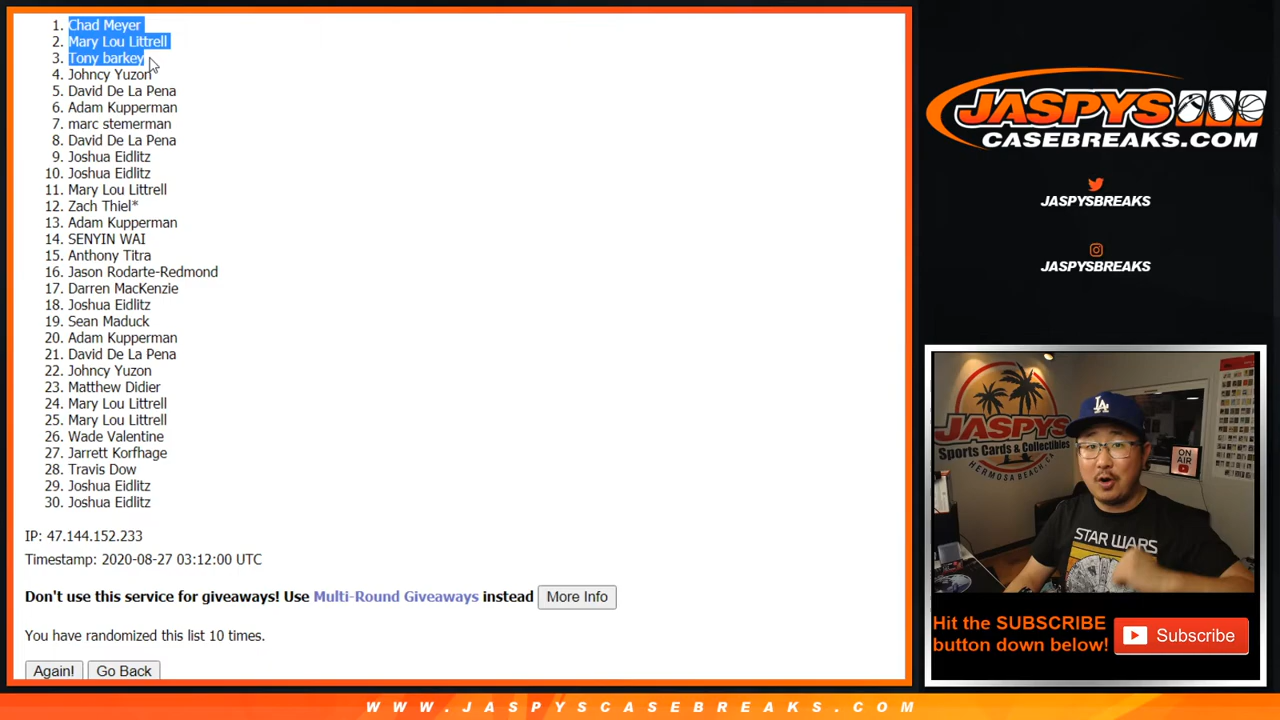 1. Chad Meyer
2. Mary Lou Littrell
3. Tony barkey
4. Johncy Yuzon
5. David De La Pena
6. Adam Kupperman
7. marc stemerman
8. David De La Pena
9. Joshua Eidlitz
10. Joshua Eidlitz
11. Mary Lou Littrell
12. Zach Thiel*
13. Adam Kupperman
14. SENYIN WAI
15. Anthony Titra
16. Jason Rodarte-Redmond
17. Darren MacKenzie
18. Joshua Eidlitz
19. Sean Maduck
20. Adam Kupperman
21. David De La Pena
22. Johncy Yuzon
23. Matthew Didier
24. Mary Lou Littrell
25. Mary Lou Littrell
26. Wade Valentine
27. Jarrett Korfhage
28. Travis Dow
29. Joshua Eidlitz
30. Joshua Eidlitz
IP: 47.144.152.233
Timestamp: 2020-08-27 03:12:00 UTC
Don't use this service for giveaways! Use Multi-Round Giveaways instead More Info
You have randomized this list 10 times.
Again! Go Back
JASPYS
CASEBREAKS.COM
JASPYSBREAKS
JASPYSBREAKS
JASPYS
Sports Cards & Collectibles
HERMOSA BEACH, CA
LA
ON
AIR
STAR WARS
Hit the SUBSCRIBE
button down below!
Subscribe
WWW.JASPYSCASEBREAKS.COM